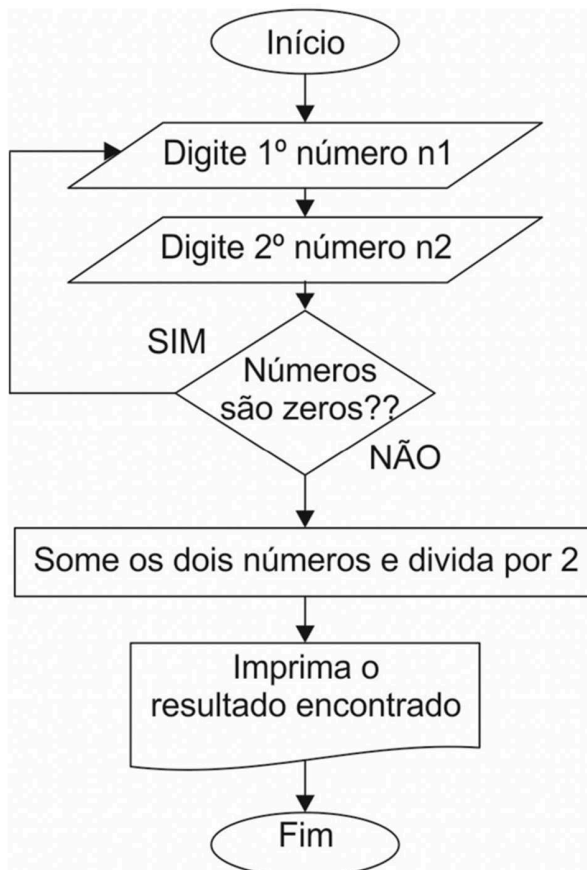 Início
Digite 1º número n1
Digite 2º número n2
SIM
Números
são zeros??
NÃO
Some os dois números e divida por 2
Imprima o
resultado encontrado
Fim